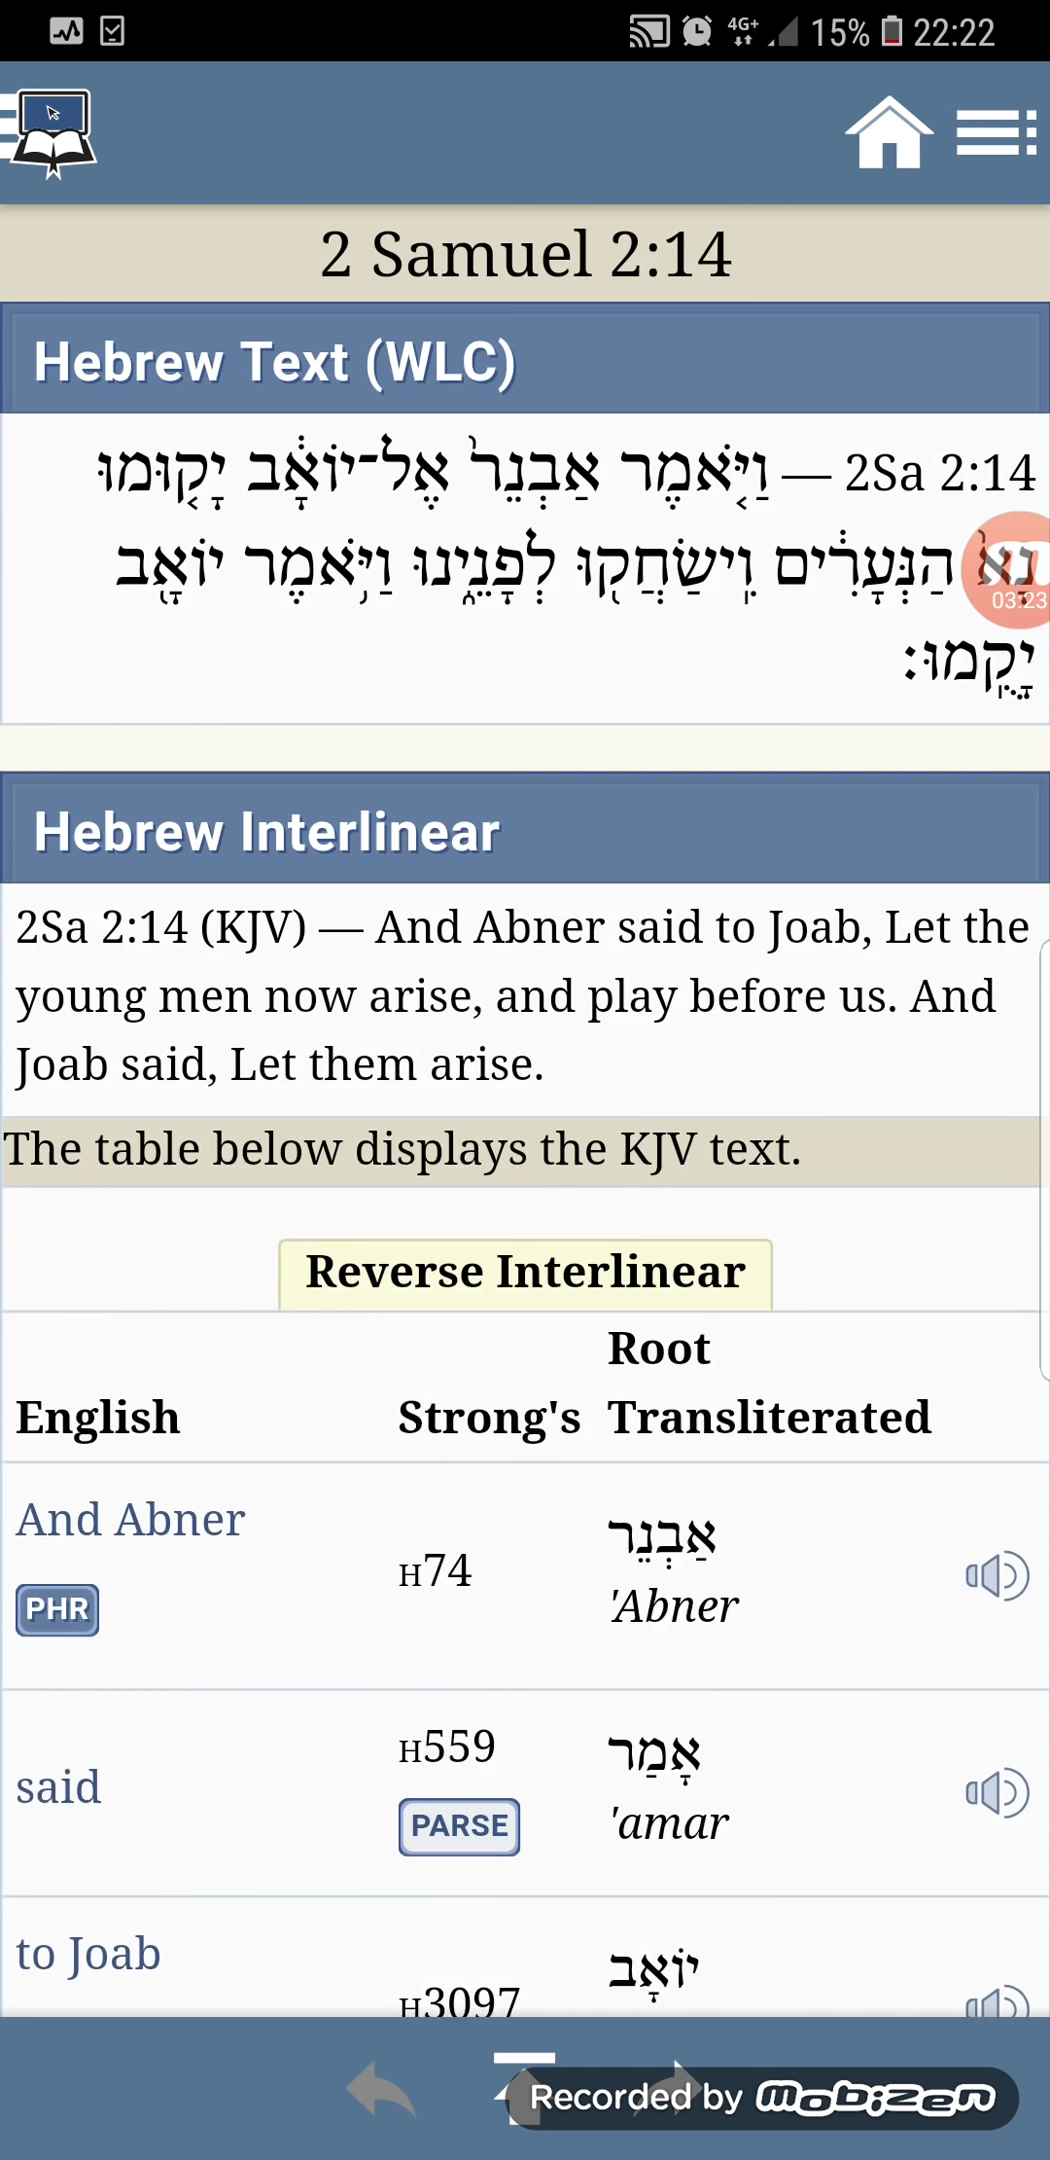 15% 22:22
4G+
2 Samuel 2:14
Hebrew Text (WLC)
2Sa 2:14 — וַיֹּ֤אמֶר אַבְנֵר֙ אֶל־יוֹאָ֔ב יָק֤וּמוּ
נָא֙ הַנְּעָרִ֔ים וִֽישַׂחֲק֖וּ לְפָנֵ֑ינוּ וַיֹּ֥אמֶר יוֹאָ֖ב
03:23
יָקֻֽמוּ׃
Hebrew Interlinear
2Sa 2:14 (KJV) — And Abner said to Joab, Let the
young men now arise, and play before us. And
Joab said, Let them arise.
The table below displays the KJV text.
Reverse Interlinear
English Strong's Root Transliterated
And Abner
PHR
H74
אַבְנֵר
'Abner
said
H559
PARSE
אָמַר
'amar
to Joab
H3097
יוֹאָב
Recorded by mobizen